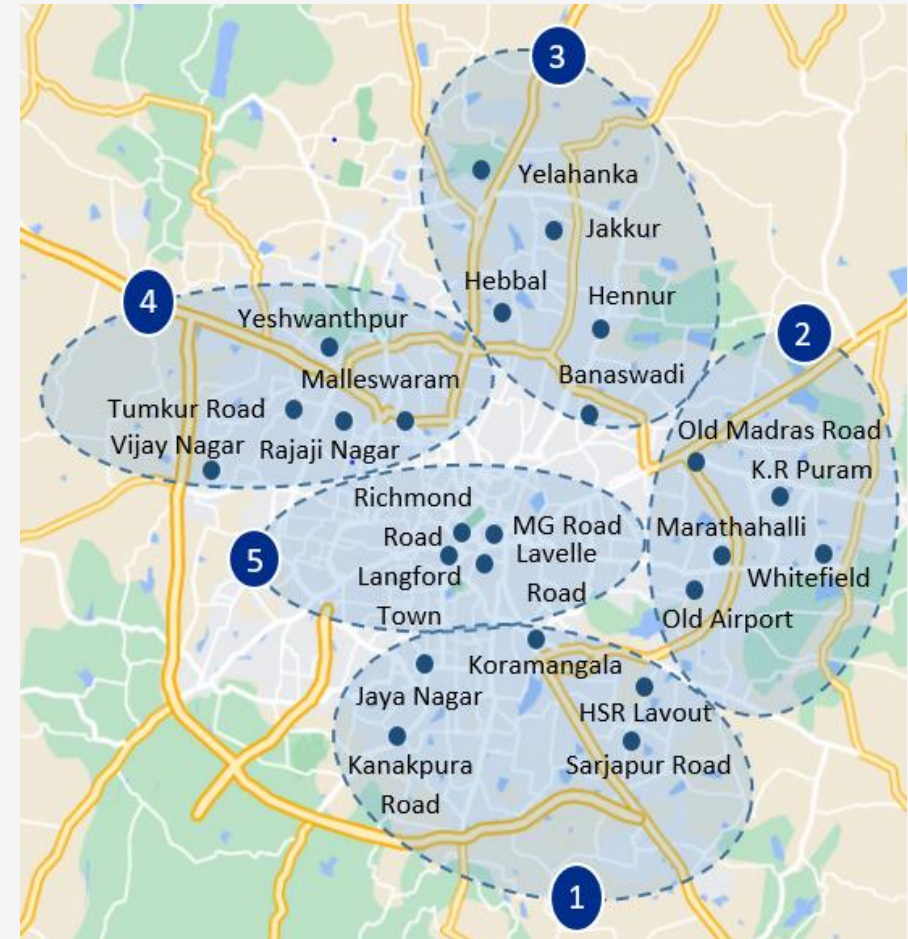 3
Yelahanka
Jakkur
Hebbal
Hennur
4
Yeshwanthpur
2
Malleswaram
Banaswadi
Tumkur Road
Old Madras Road
Vijay Nagar
Rajaji Nagar
K.R Puram
Richmond
Road
MG Road
Marathahalli
5
Langford
Town
Lavelle
Road
Whitefield
Old Airport
Koramangala
Jaya Nagar
HSR Lavout
Kanakpura
Road
Sarjapur Road
1